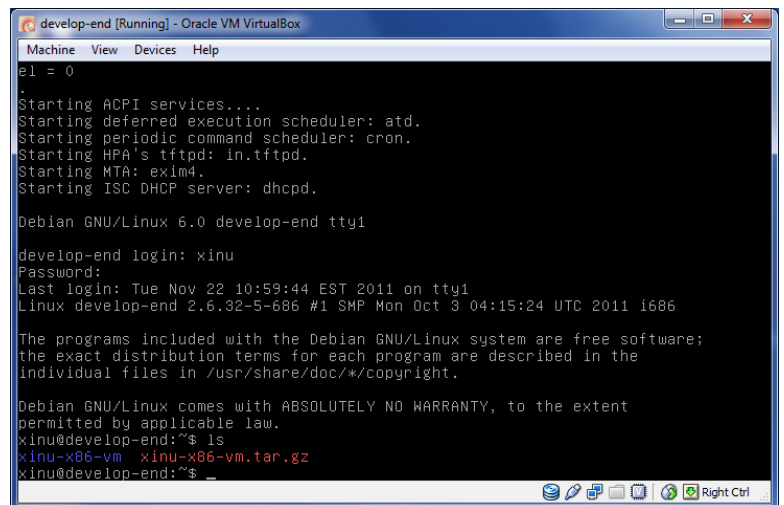 develop-end [Running] - Oracle VM VirtualBox
Machine View Devices Help
el = 0
.
Starting ACPI services....
Starting deferred execution scheduler: atd.
Starting periodic command scheduler: cron.
Starting HPA's tftpd: in.tftpd.
Starting MTA: exim4.
Starting ISC DHCP server: dhcpd.
Debian GNU/Linux 6.0 develop-end tty1
develop-end login: xinu
Password:
Last login: Tue Nov 22 10:59:44 EST 2011 on tty1
Linux develop-end 2.6.32-5-686 #1 SMP Mon Oct 3 04:15:24 UTC 2011 i686
The programs included with the Debian GNU/Linux system are free software;
the exact distribution terms for each program are described in the
individual files in /usr/share/doc/*/copyright.
Debian GNU/Linux comes with ABSOLUTELY NO WARRANTY, to the extent
permitted by applicable law.
xinu@develop-end:~$ ls
xinu-x86-vm xinu-x86-vm.tar.gz
xinu@develop-end:~$ _
Right Ctrl